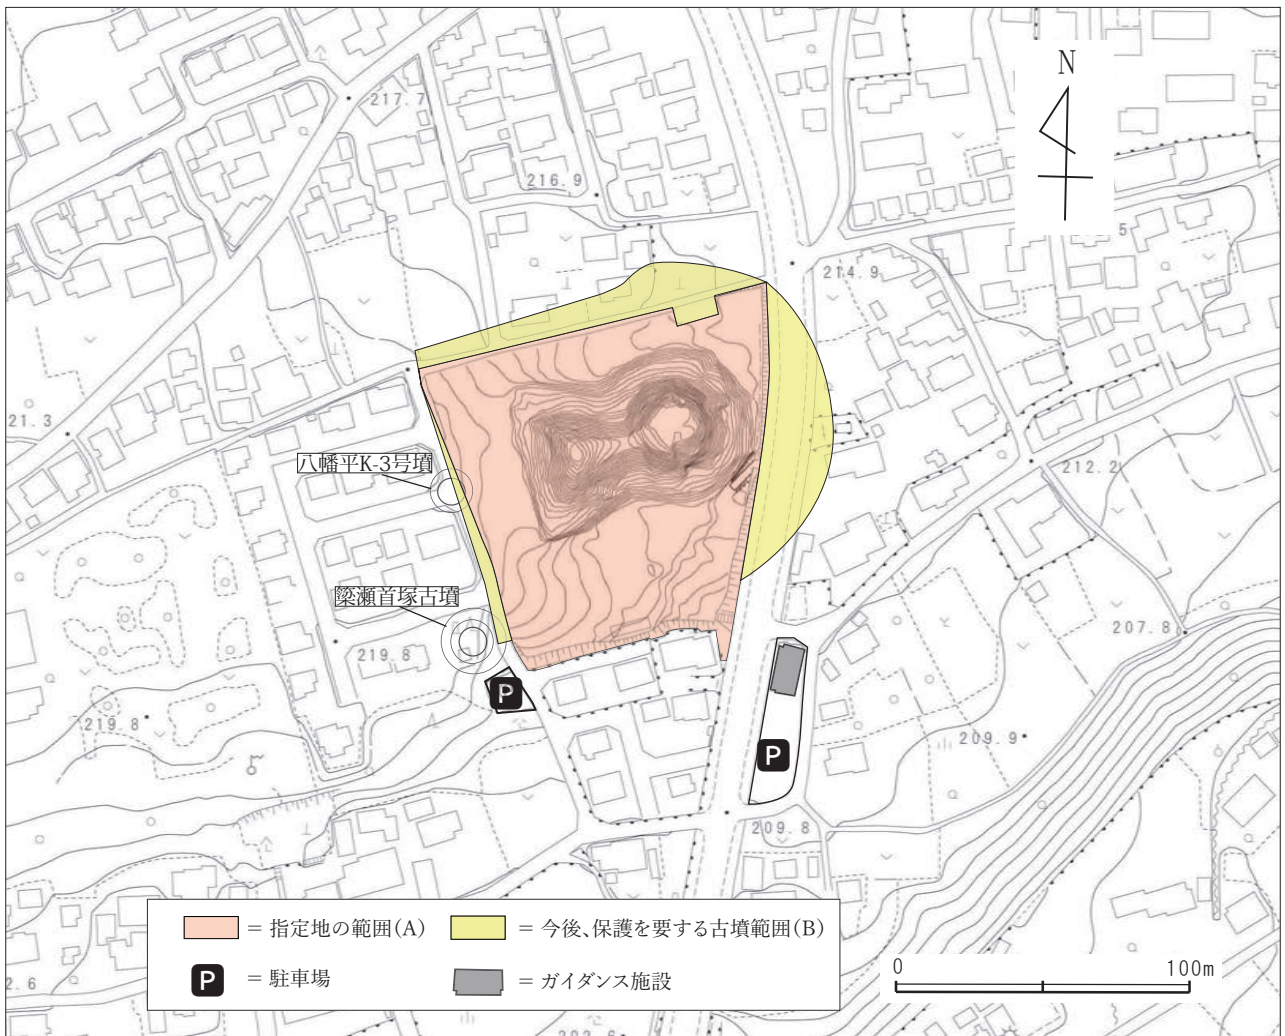 217.7
N
216.9
5
214.9
21.3
212.2
八幡平K-3号墳
簗瀬首塚古墳
207.8
219.8
P
219.8
209.9
P
209.8
= 指定地の範囲(A)
= 今後、保護を要する古墳範囲(B)
P = 駐車場
= ガイダンス施設
0 100m
2.6